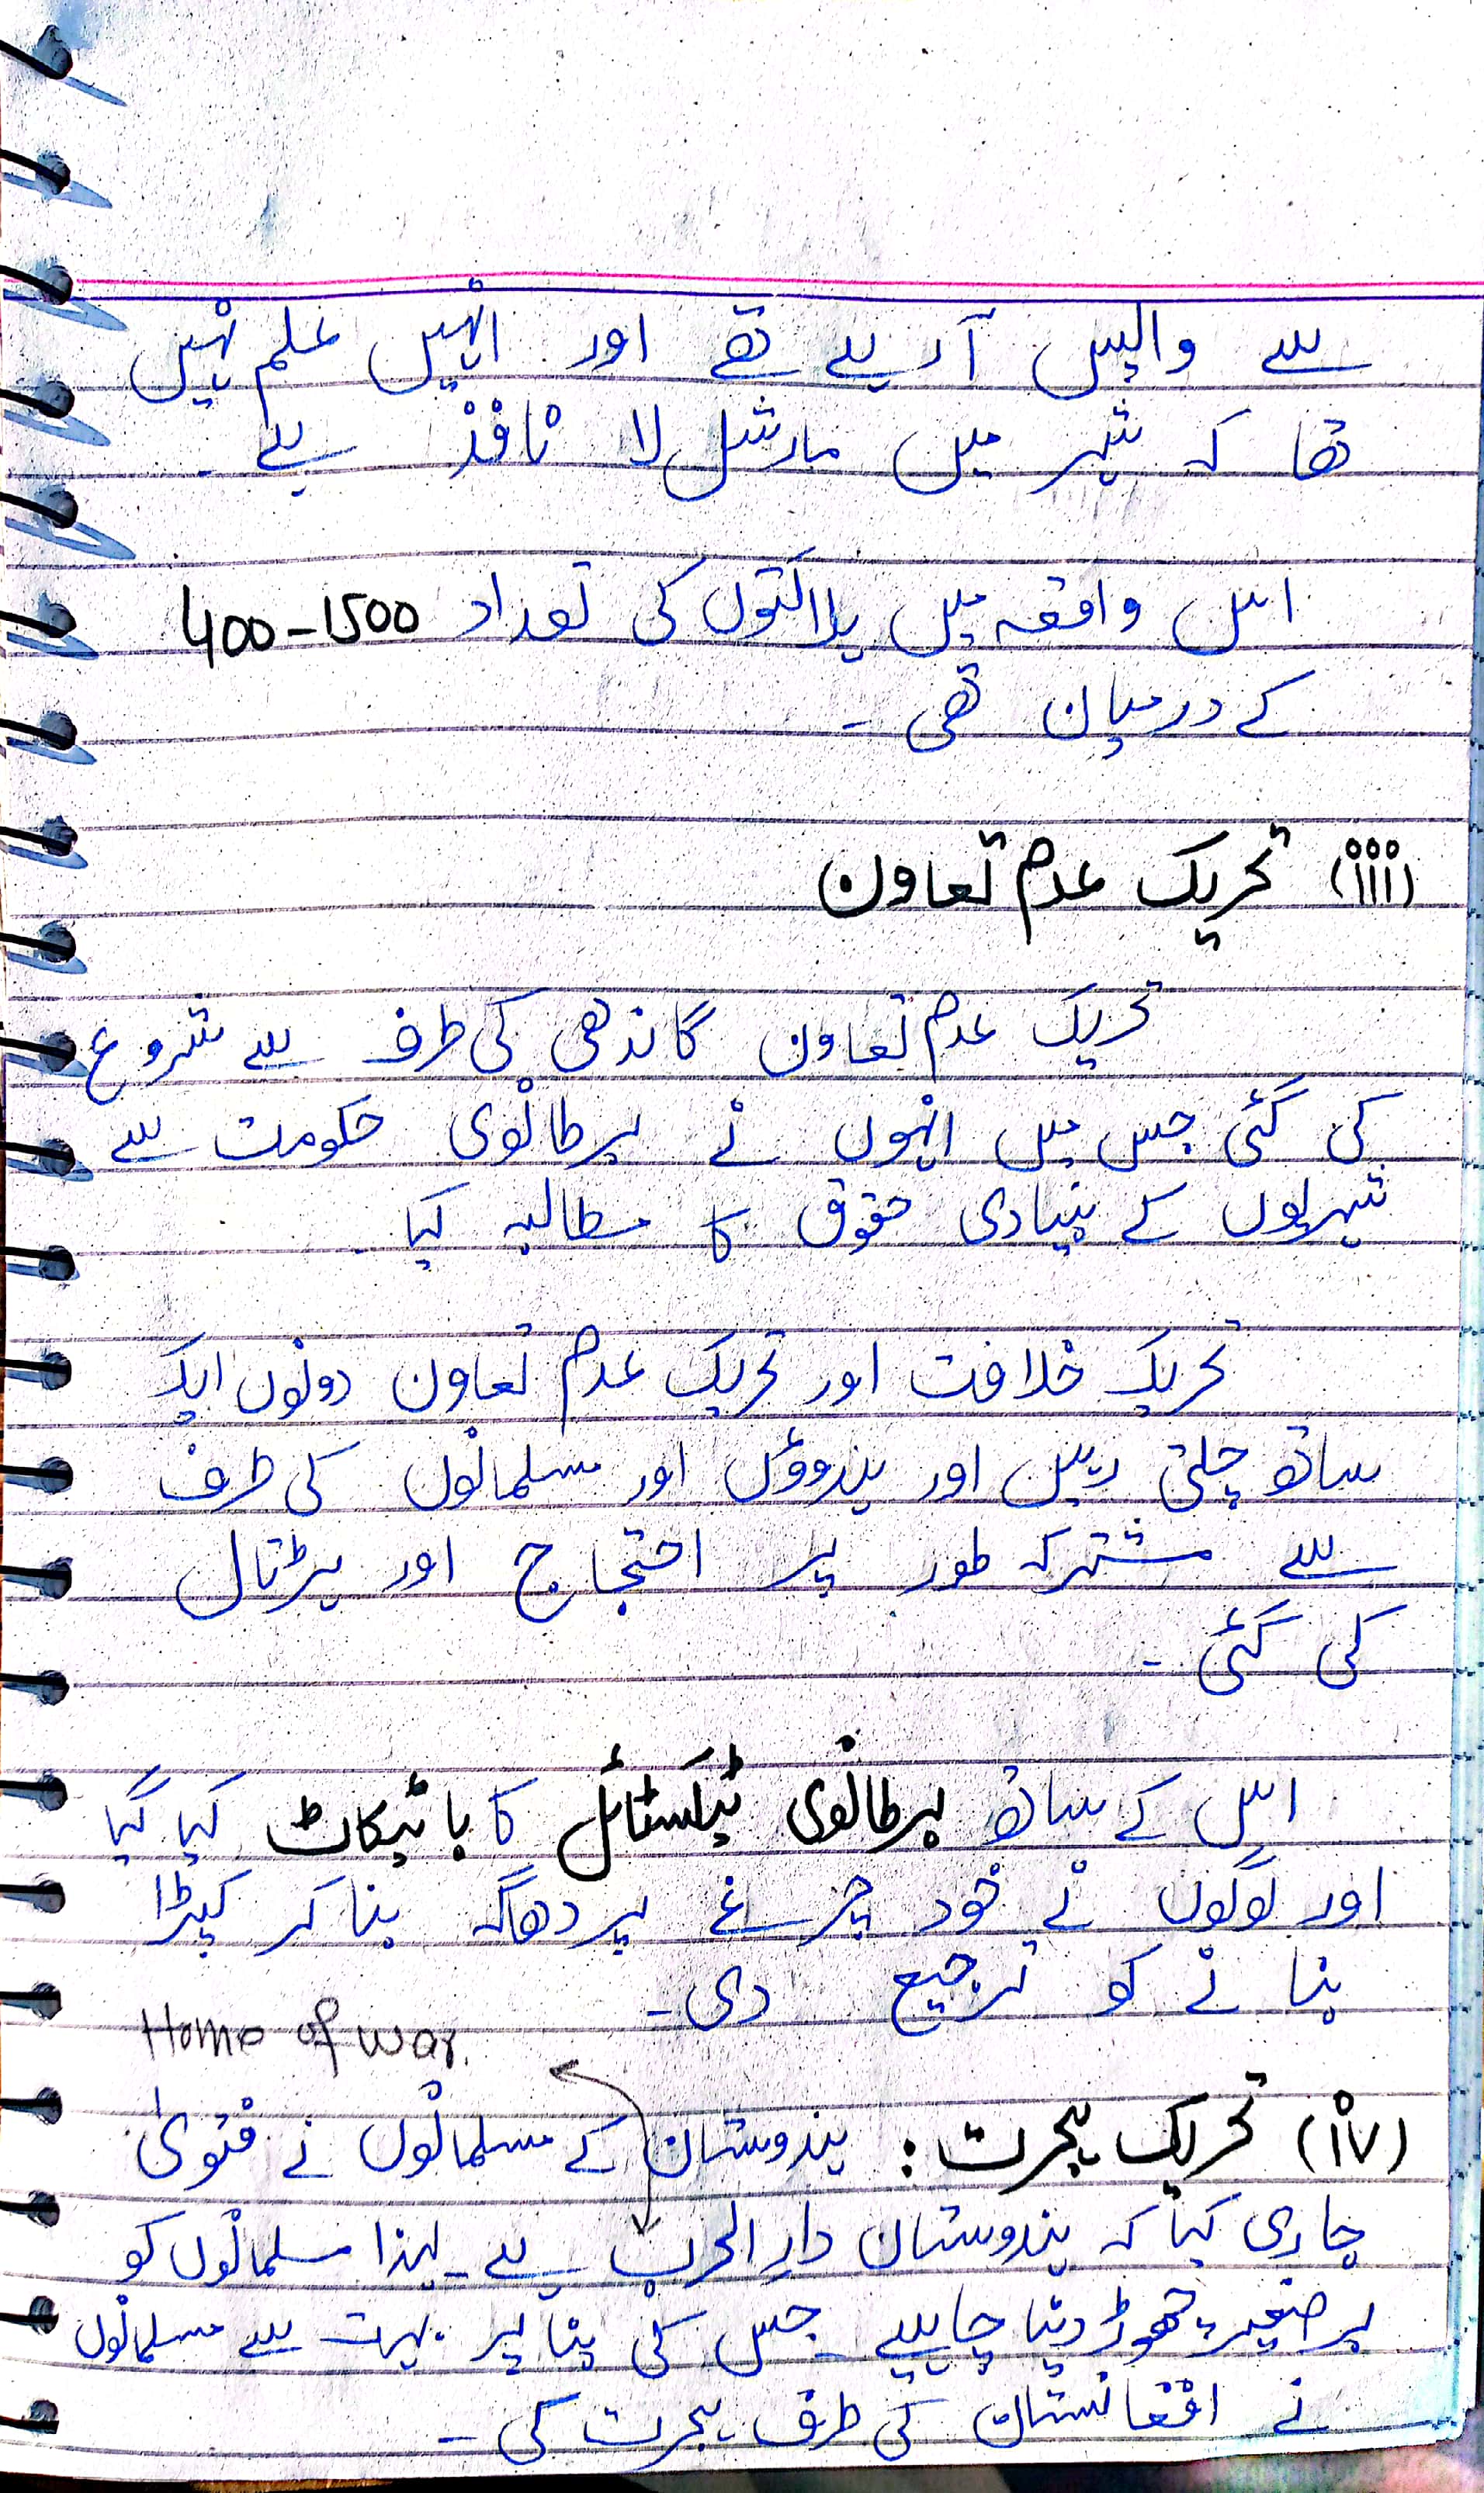 سے واپس آ رہے تھے اور انہیں علم نہیں
تھا کہ شہر میں مارشل لا نافذ ہے۔
اس واقعہ میں ہلاکتوں کی تعداد 1500-400
کے درمیان تھی۔
(iii) تحریک عدم تعاون
تحریک عدم تعاون گاندھی کی طرف سے شروع
کی گئی جس میں انہوں نے برطانوی حکومت سے
شہریوں کے بنیادی حقوق کا مطالبہ کیا۔
تحریک خلافت اور تحریک عدم تعاون دونوں ایک
ساتھ چلتی رہیں اور ہندووؤں اور مسلمانوں کی طرف
سے مشترکہ طور پر احتجاج اور ہڑتال
کی گئی۔
اس کے ساتھ برطانوی ٹیکسٹائل کا بائیکاٹ کیا گیا
اور لوگوں نے خود چرغے پر دھاگہ بنا کر کپڑا
بنانے کو ترجیع دی۔
Home of war.
(iv) تحریک ہجرت: ہندوستان کے مسلمانوں نے فتویٰ
جاری کیا کہ ہندوستان دار الحرب ہے۔ لہذا مسلمانوں کو
برصغیر چھوڑ دینا چاہیے۔ جس کی بنا پر بہت سے مسلمانوں
نے افغانستان کی طرف ہجرت کی۔